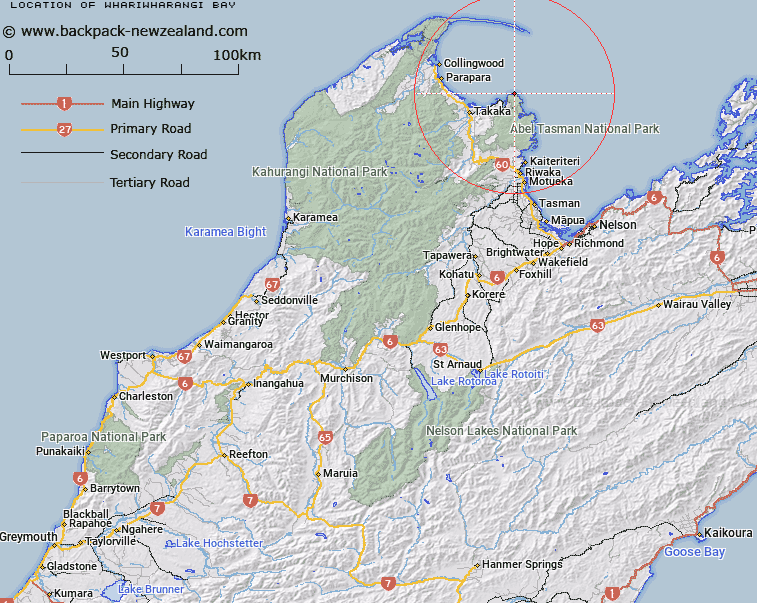 LOCATION OF WHARIWHARANGI BAY
© www.backpack-newzealand.com
0 50 100km
1 Main Highway
27 Primary Road
Secondary Road
Tertiary Road
Collingwood
Parapara
Takaka
Abel Tasman National Park
60
Kaiteriteri
Riwaka
Motueka
Kahurangi National Park
6
Tasman
Karamea
Māpua
Nelson
Karamea Bight
Hope
Richmond
Brightwater
Tapawera
6
Wakefield
Kohatu
6
Foxhill
67
Korere
Seddonville
Wairau Valley
Hector
Granity
Glenhope
63
Waimangaroa
6
63
Westport
67
St Arnaud
Lake Rotoiti
Murchison
Lake Rotoroa
6
Inangahua
Charleston
Nelson Lakes National Park
Paparoa National Park
65
Punakaiki
Reefton
Maruia
6
Barrytown
7
7
Blackball
Rapahoe
Ngahere
Kaikoura
Greymouth
Taylorville
Lake Hochstetter
Goose Bay
Gladstone
Hanmer Springs
7
Lake Brunner
Kumara
1
6